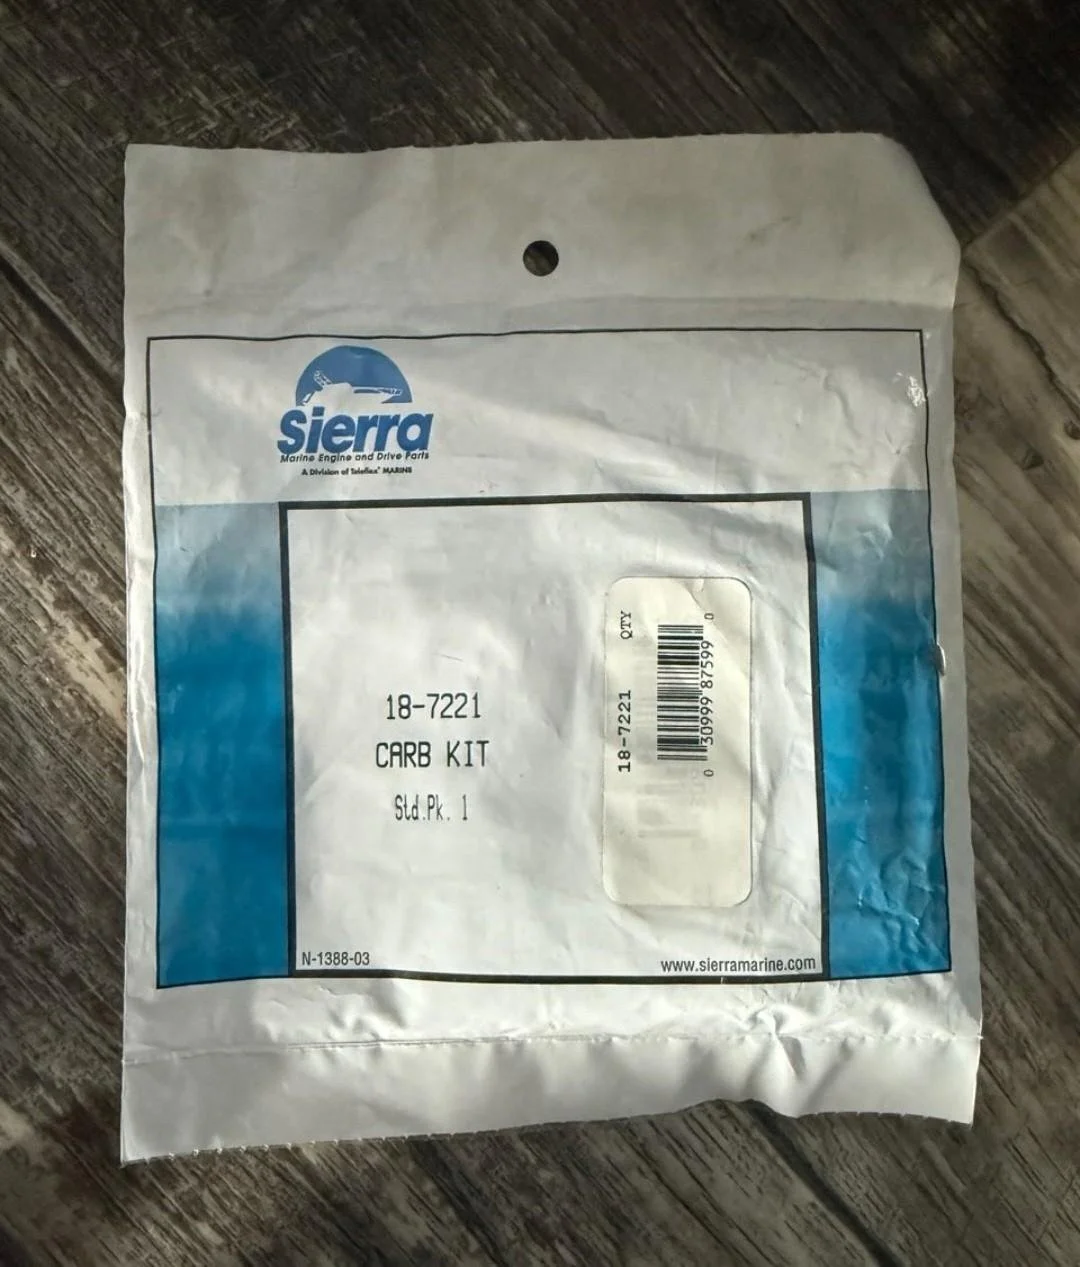 Sierra
Marine Engine and Drive Parts
A Division of Teleflex® MARINE
18-7221
CARB KIT
Std.Pk. 1
18-7221 QTY
0 30999 87599 0
N-1388-03
www.sierramarine.com